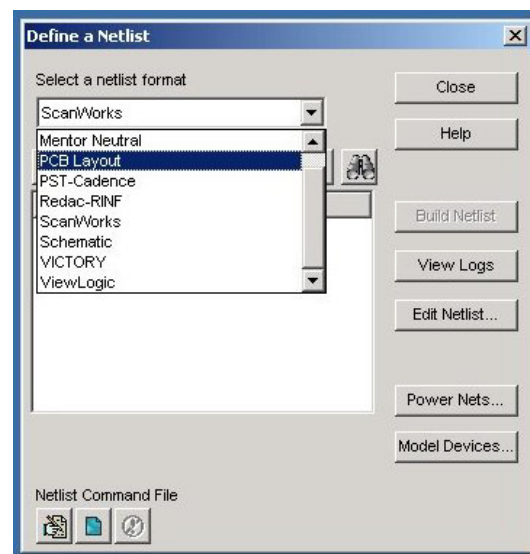 Define a Netlist
Select a netlist format
ScanWorks
Mentor Neutral
PCB Layout
PST-Cadence
Redac-RINF
ScanWorks
Schematic
VICTORY
ViewLogic
Close
Help
Build Netlist
View Logs
Edit Netlist...
Power Nets...
Model Devices...
Netlist Command File